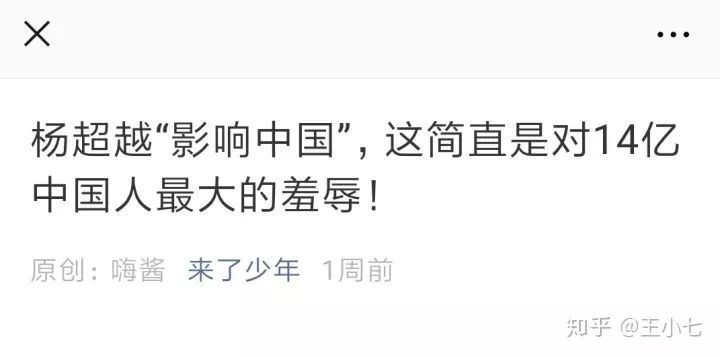 杨超越“影响中国”，这简直是对14亿
中国人最大的羞辱！
原创：嗨酱 来了少年 1周前
知乎 @王小七